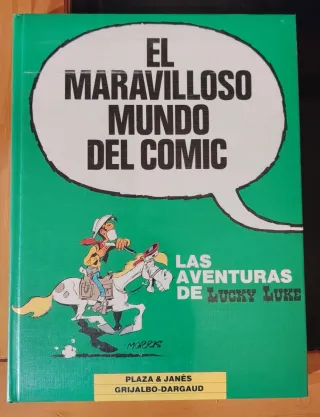 EL
MARAVILLOSO
MUNDO
DEL COMIC
LAS
AVENTURAS
DE LUCKY LUKE
MORRIS
PLAZA & JANÉS
GRIJALBO-DARGAUD